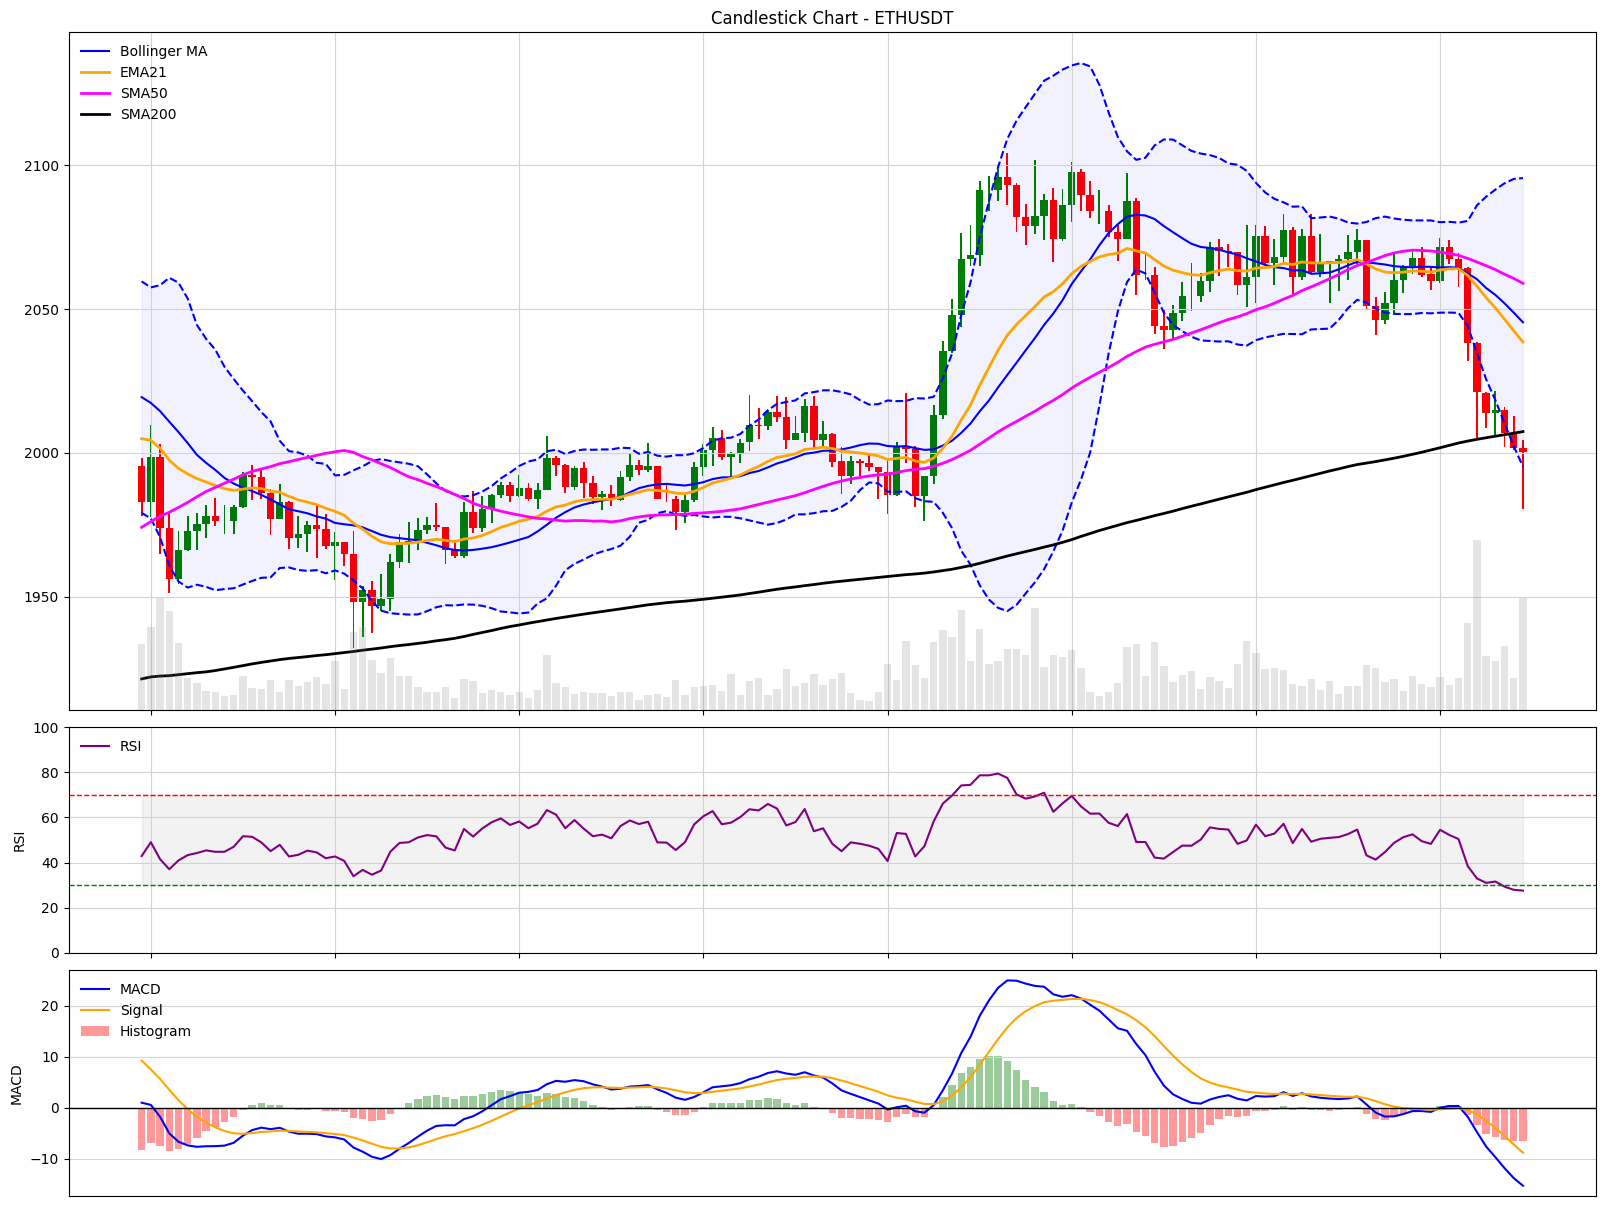 Candlestick Chart - ETHUSDT
Bollinger MA
EMA21
SMA50
SMA200
2100
2050
2000
1950
RSI
100
80
60
40
20
0
RSI
MACD
Signal
Histogram
20
10
0
−10
MACD